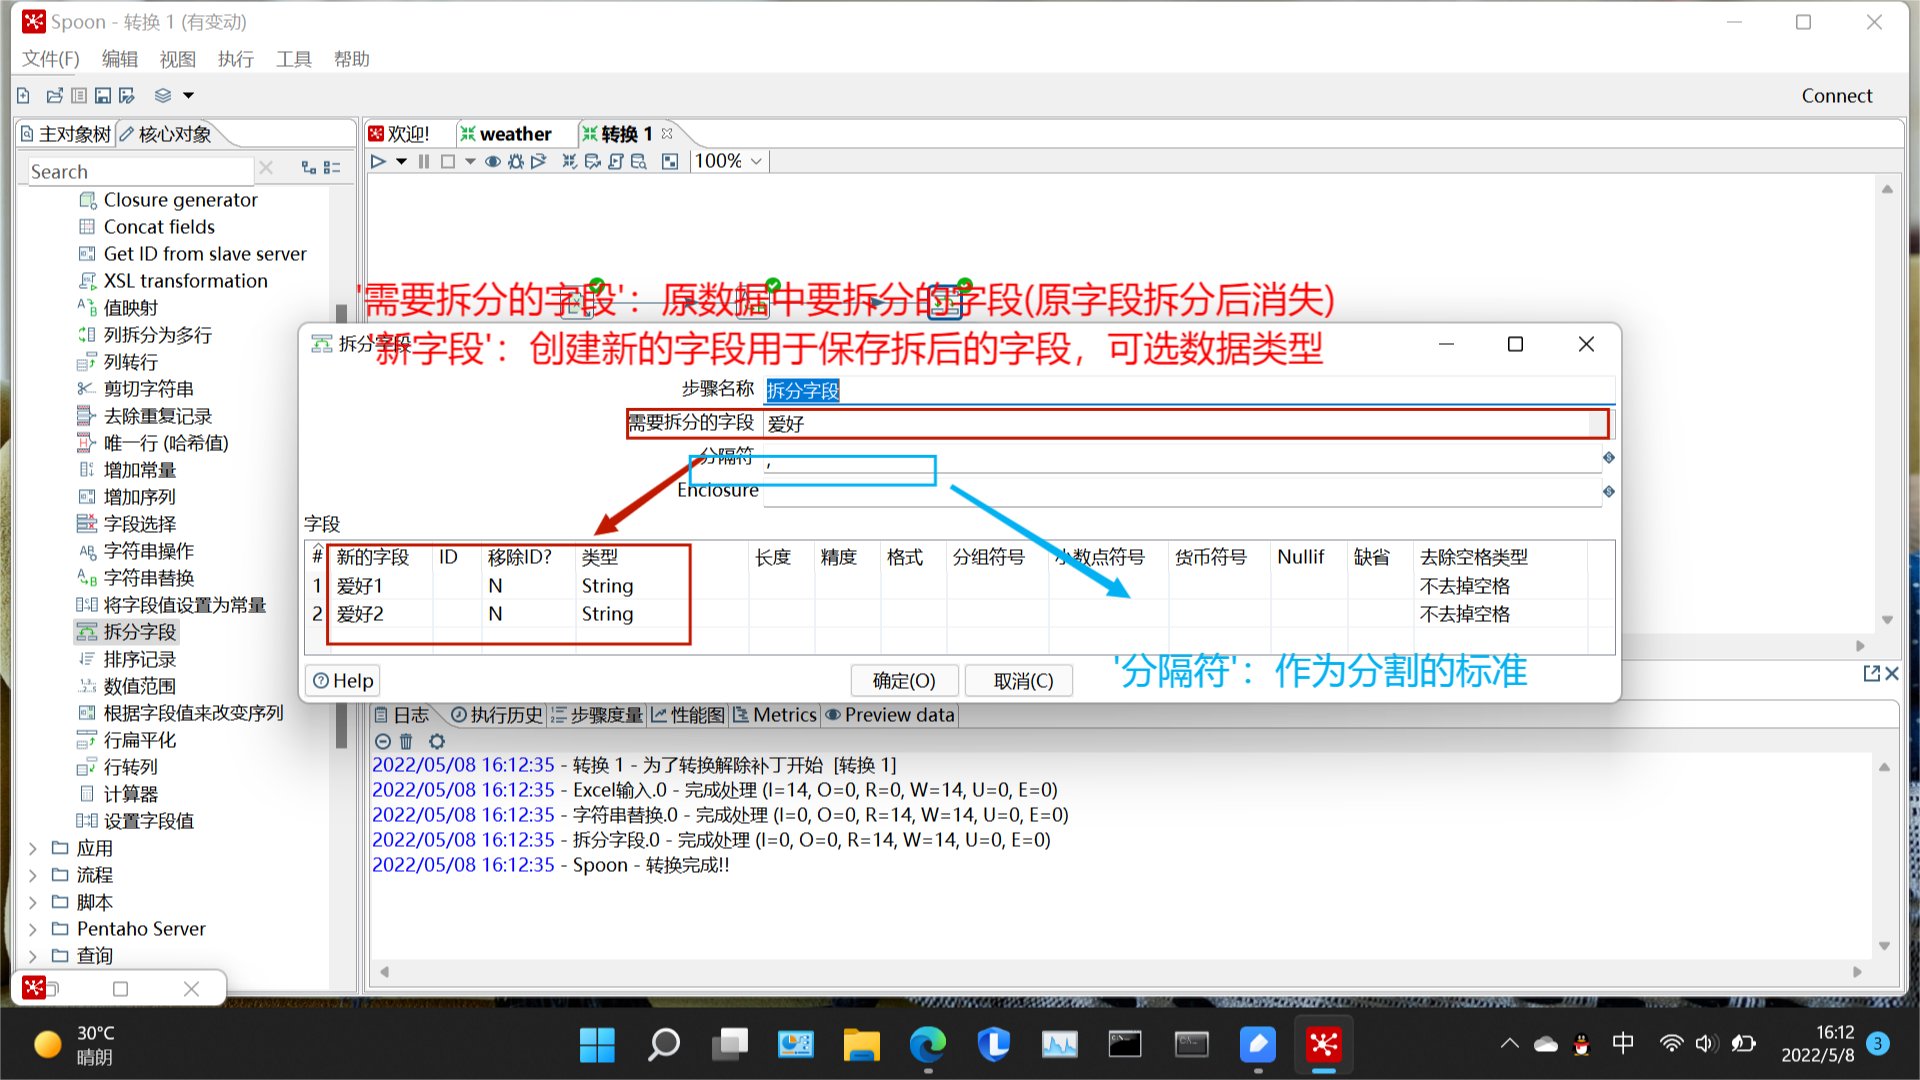 Spoon - 转换 1 (有变动)
文件(F) 编辑 视图 执行 工具 帮助
Connect
主对象树 核心对象
欢迎! weather 转换 1
Search
100%
Closure generator
Concat fields
Get ID from slave server
XSL transformation
值映射
列拆分为多行
列转行
剪切字符串
去除重复记录
唯一行 (哈希值)
增加常量
增加序列
字段选择
字符串操作
字符串替换
将字段值设置为常量
拆分字段
排序记录
数值范围
根据字段值来改变序列
行扁平化
行转列
计算器
设置字段值
应用
流程
脚本
Pentaho Server
查询
'需要拆分的字段': 原数据中要拆分的字段(原字段拆分后消失)
'新字段': 创建新的字段用于保存拆后的字段, 可选数据类型
拆分字段
步骤名称 拆分字段
需要拆分的字段 爱好
分隔符 ,
Enclosure
字段
# 新的字段 ID 移除ID? 类型 长度 精度 格式 分组符号 小数点符号 货币符号 Nullif 缺省 去除空格类型
1 爱好1 N String 不去掉空格
2 爱好2 N String 不去掉空格
Help 确定(O) 取消(C)
'分隔符': 作为分割的标准
日志 执行历史 步骤度量 性能图 Metrics Preview data
2022/05/08 16:12:35 - 转换 1 - 为了转换解除补丁开始 [转换 1]
2022/05/08 16:12:35 - Excel输入.0 - 完成处理 (I=14, O=0, R=0, W=14, U=0, E=0)
2022/05/08 16:12:35 - 字符串替换.0 - 完成处理 (I=0, O=0, R=14, W=14, U=0, E=0)
2022/05/08 16:12:35 - 拆分字段.0 - 完成处理 (I=0, O=0, R=14, W=14, U=0, E=0)
2022/05/08 16:12:35 - Spoon - 转换完成!!
30°C
晴朗
中
16:12
2022/5/8
3